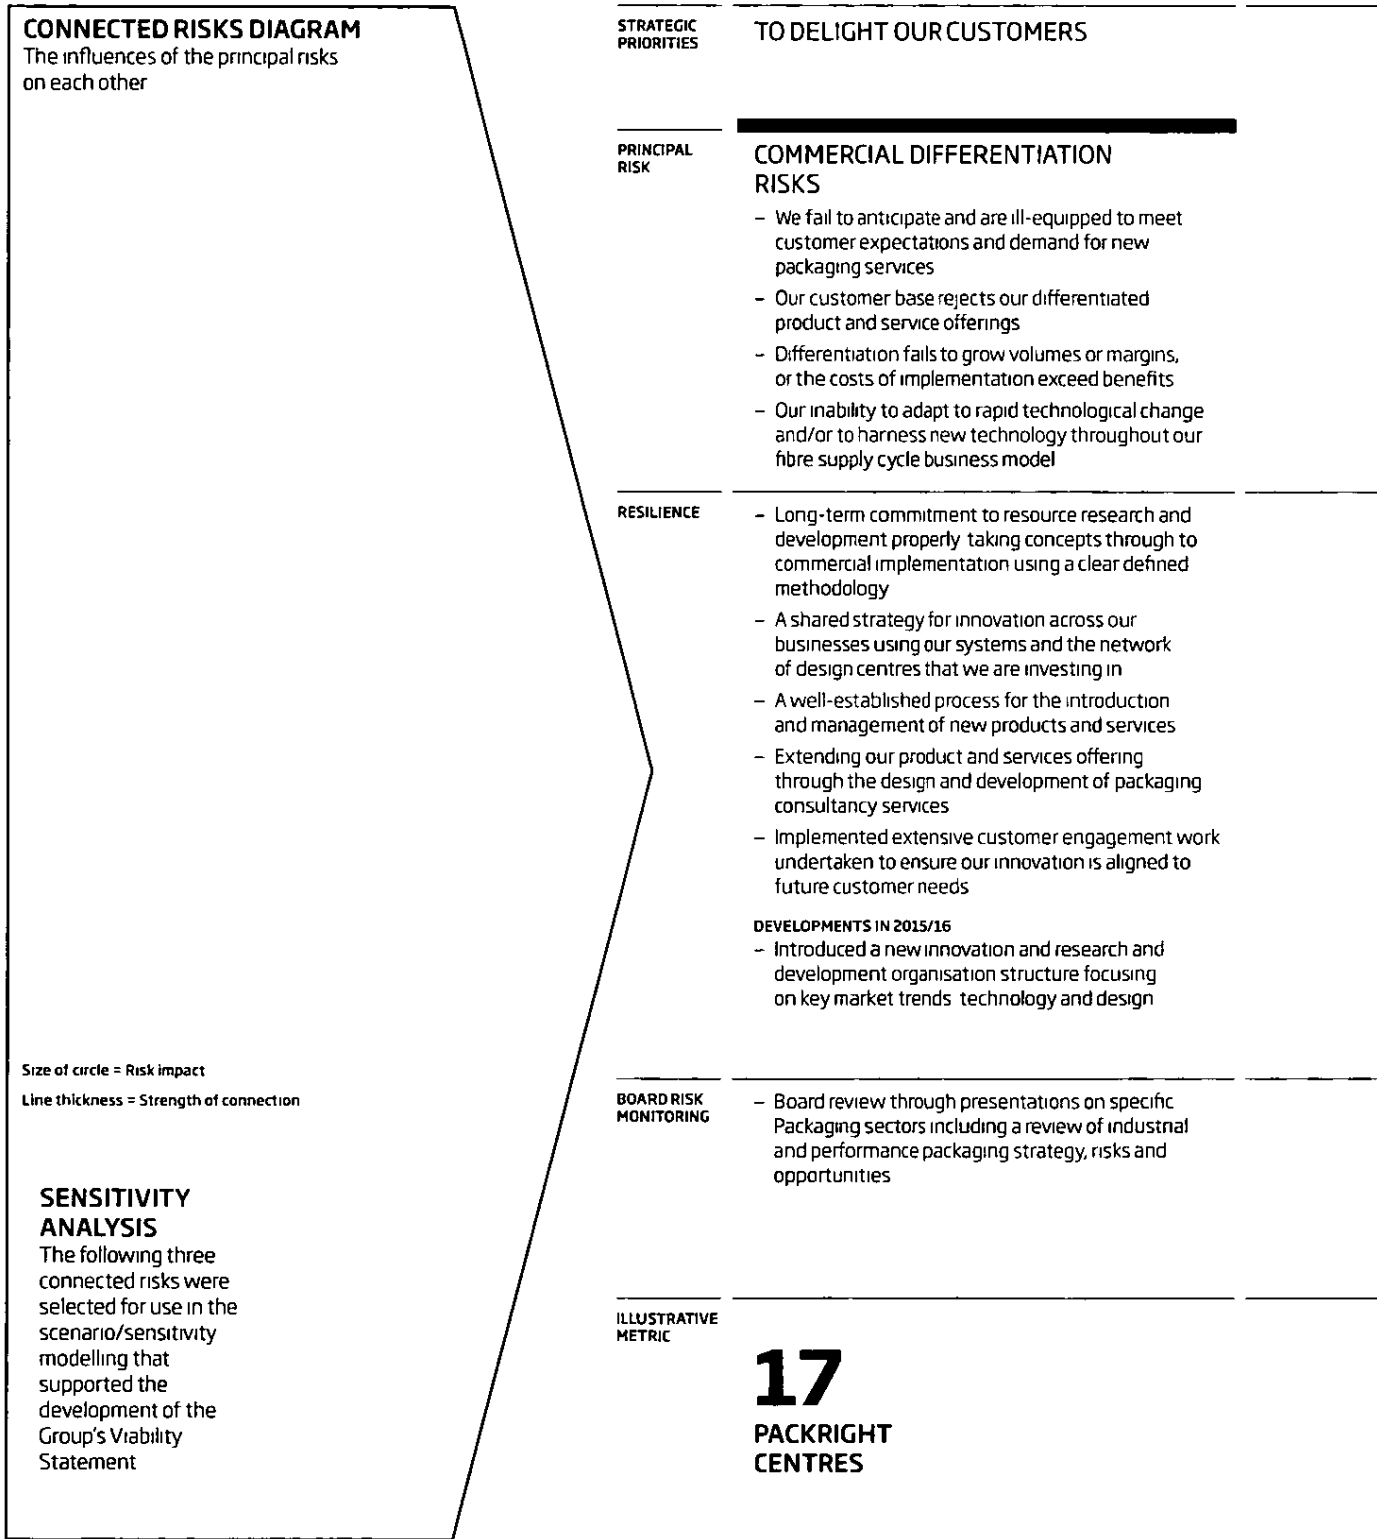 CONNECTED RISKS DIAGRAM
The influences of the principal risks
on each other
Size of circle = Risk impact
Line thickness = Strength of connection
SENSITIVITY
ANALYSIS
The following three
connected risks were
selected for use in the
scenario/sensitivity
modelling that
supported the
development of the
Group's Viability
Statement
STRATEGIC
PRIORITIES
TO DELIGHT OUR CUSTOMERS
PRINCIPAL
RISK
COMMERCIAL DIFFERENTIATION
RISKS
– We fail to anticipate and are ill-equipped to meet
customer expectations and demand for new
packaging services
– Our customer base rejects our differentiated
product and service offerings
– Differentiation fails to grow volumes or margins,
or the costs of implementation exceed benefits
– Our inability to adapt to rapid technological change
and/or to harness new technology throughout our
fibre supply cycle business model
RESILIENCE
– Long-term commitment to resource research and
development properly taking concepts through to
commercial implementation using a clear defined
methodology
– A shared strategy for innovation across our
businesses using our systems and the network
of design centres that we are investing in
– A well-established process for the introduction
and management of new products and services
– Extending our product and services offering
through the design and development of packaging
consultancy services
– Implemented extensive customer engagement work
undertaken to ensure our innovation is aligned to
future customer needs
DEVELOPMENTS IN 2015/16
– Introduced a new innovation and research and
development organisation structure focusing
on key market trends technology and design
BOARD RISK
MONITORING
– Board review through presentations on specific
Packaging sectors including a review of industrial
and performance packaging strategy, risks and
opportunities
ILLUSTRATIVE
METRIC
17
PACKRIGHT
CENTRES